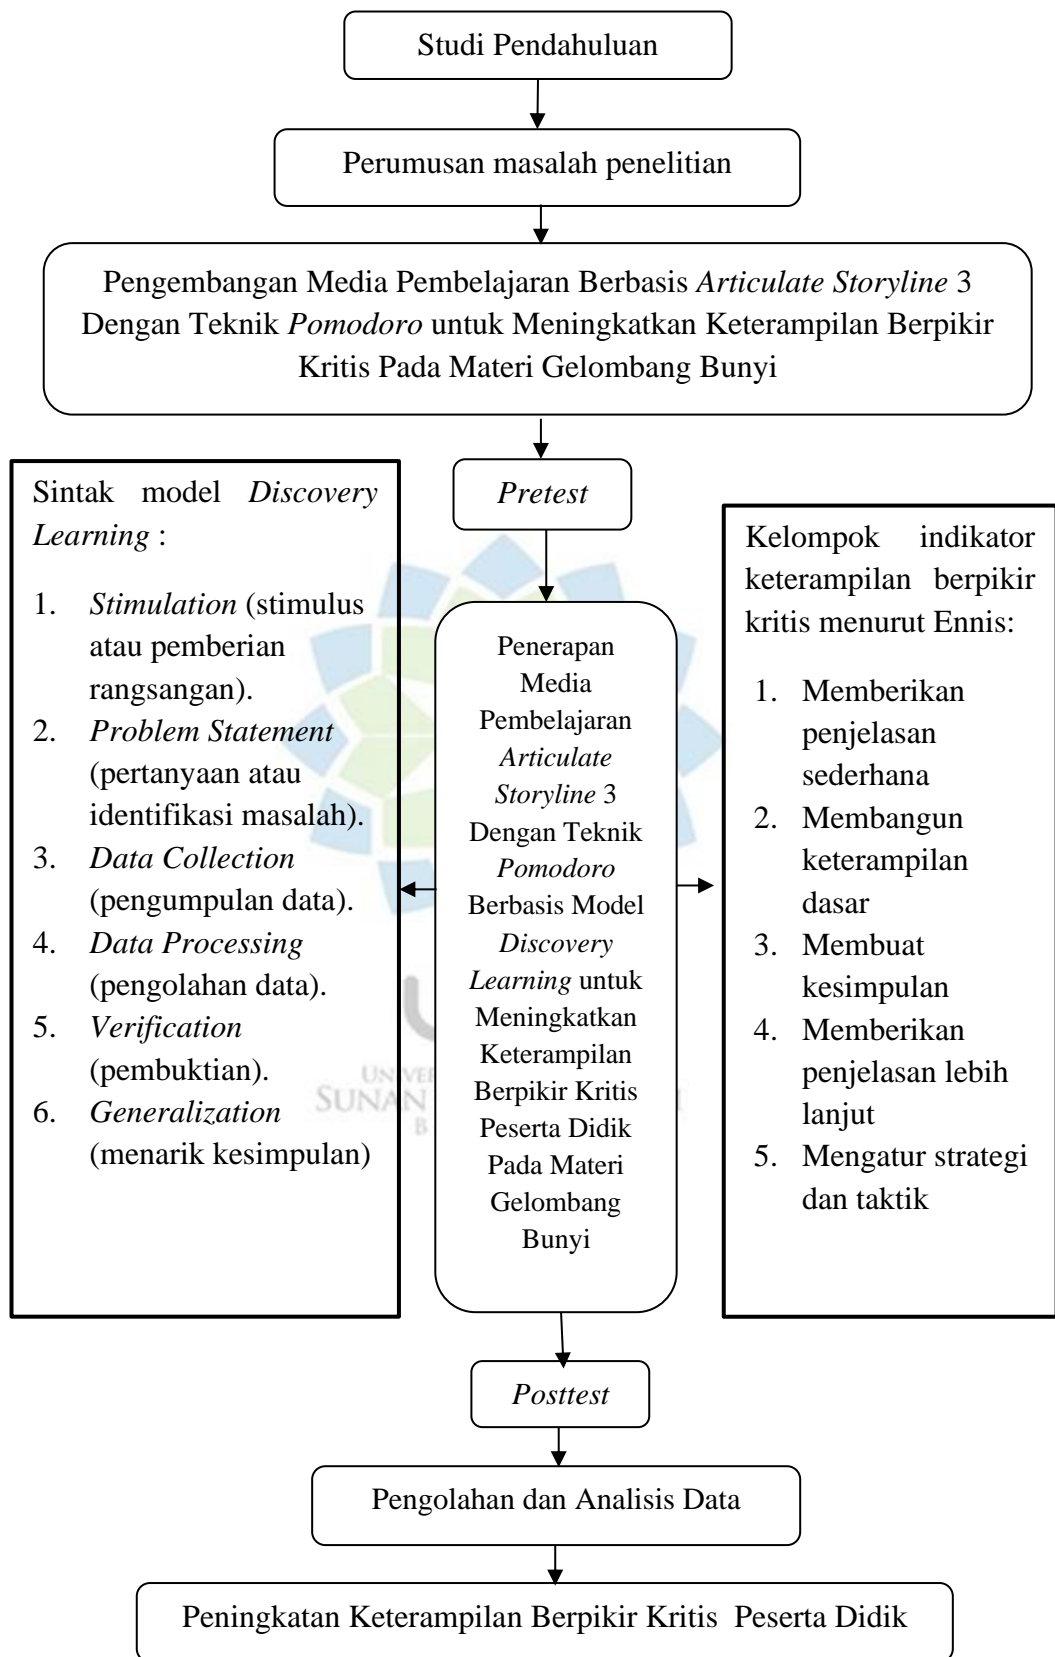 Studi Pendahuluan
Perumusan masalah penelitian
Pengembangan Media Pembelajaran Berbasis Articulate Storyline 3
Dengan Teknik Pomodoro untuk Meningkatkan Keterampilan Berpikir
Kritis Pada Materi Gelombang Bunyi
Pretest
Sintak model Discovery
Learning :
1. Stimulation (stimulus
atau pemberian
rangsangan).
2. Problem Statement
(pertanyaan atau
identifikasi masalah).
3. Data Collection
(pengumpulan data).
4. Data Processing
(pengolahan data).
5. Verification
(pembuktian).
6. Generalization
(menarik kesimpulan)
Penerapan
Media
Pembelajaran
Articulate
Storyline 3
Dengan Teknik
Pomodoro
Berbasis Model
Discovery
Learning untuk
Meningkatkan
Keterampilan
Berpikir Kritis
Peserta Didik
Pada Materi
Gelombang
Bunyi
Kelompok indikator
keterampilan berpikir
kritis menurut Ennis:
1. Memberikan
penjelasan
sederhana
2. Membangun
keterampilan
dasar
3. Membuat
kesimpulan
4. Memberikan
penjelasan lebih
lanjut
5. Mengatur strategi
dan taktik
SUNAN
Posttest
Pengolahan dan Analisis Data
Peningkatan Keterampilan Berpikir Kritis Peserta Didik